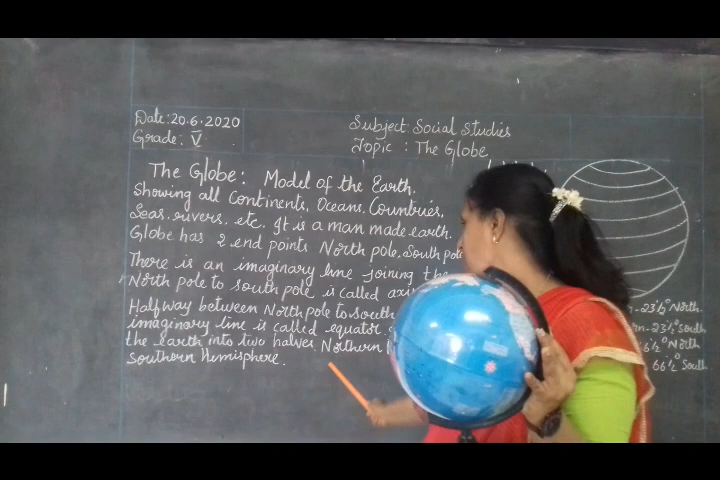 Date: 20.6.2020
Grade: V
Subject: Social Studies
Topic : The Globe
The Globe: Model of the Earth.
Showing all Continents, Oceans, Countries,
Seas, rivers, etc. It is a man made earth.
Globe has 2 end points North pole, South pole
There is an imaginary line joining the
North pole to south pole is called
Halfway between North pole to south
imaginary line is called equator
the earth into two halves. Northern
Southern Hemisphere.
- 23½° North
- 23½° South
½° North
- 66½° South